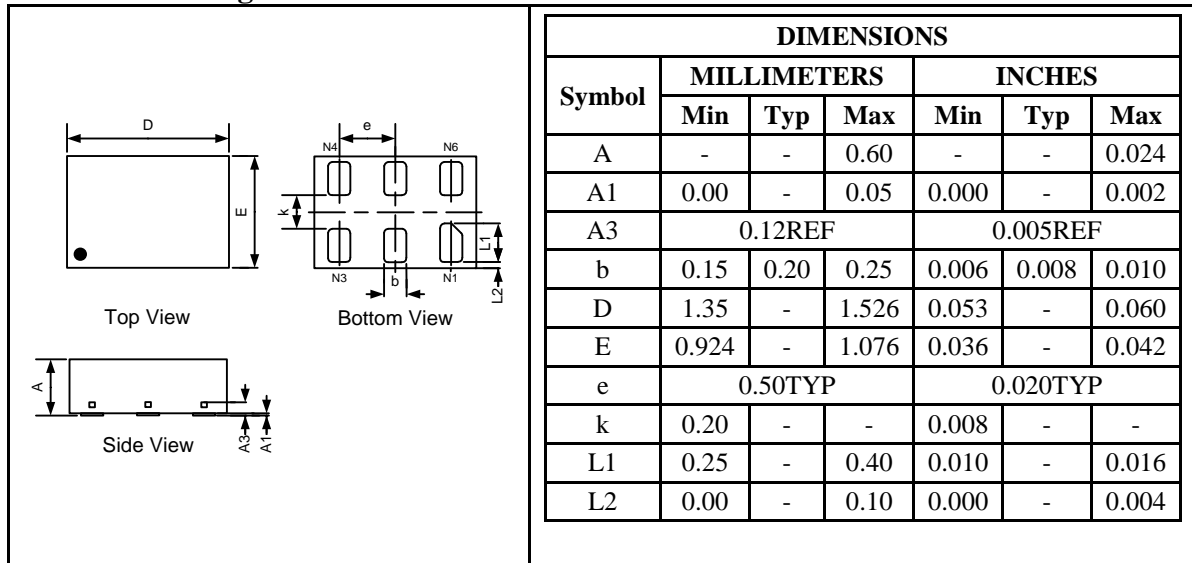 D
E
Top View
e
N4
N6
k
L1
L2
N3
b
N1
Bottom View
A
A3
A1
Side View
DIMENSIONS
Symbol MILLIMETERS INCHES
Min Typ Max Min Typ Max
A - - 0.60 - - 0.024
A1 0.00 - 0.05 0.000 - 0.002
A3 0.12REF 0.005REF
b 0.15 0.20 0.25 0.006 0.008 0.010
D 1.35 - 1.526 0.053 - 0.060
E 0.924 - 1.076 0.036 - 0.042
e 0.50TYP 0.020TYP
k 0.20 - - 0.008 - -
L1 0.25 - 0.40 0.010 - 0.016
L2 0.00 - 0.10 0.000 - 0.004